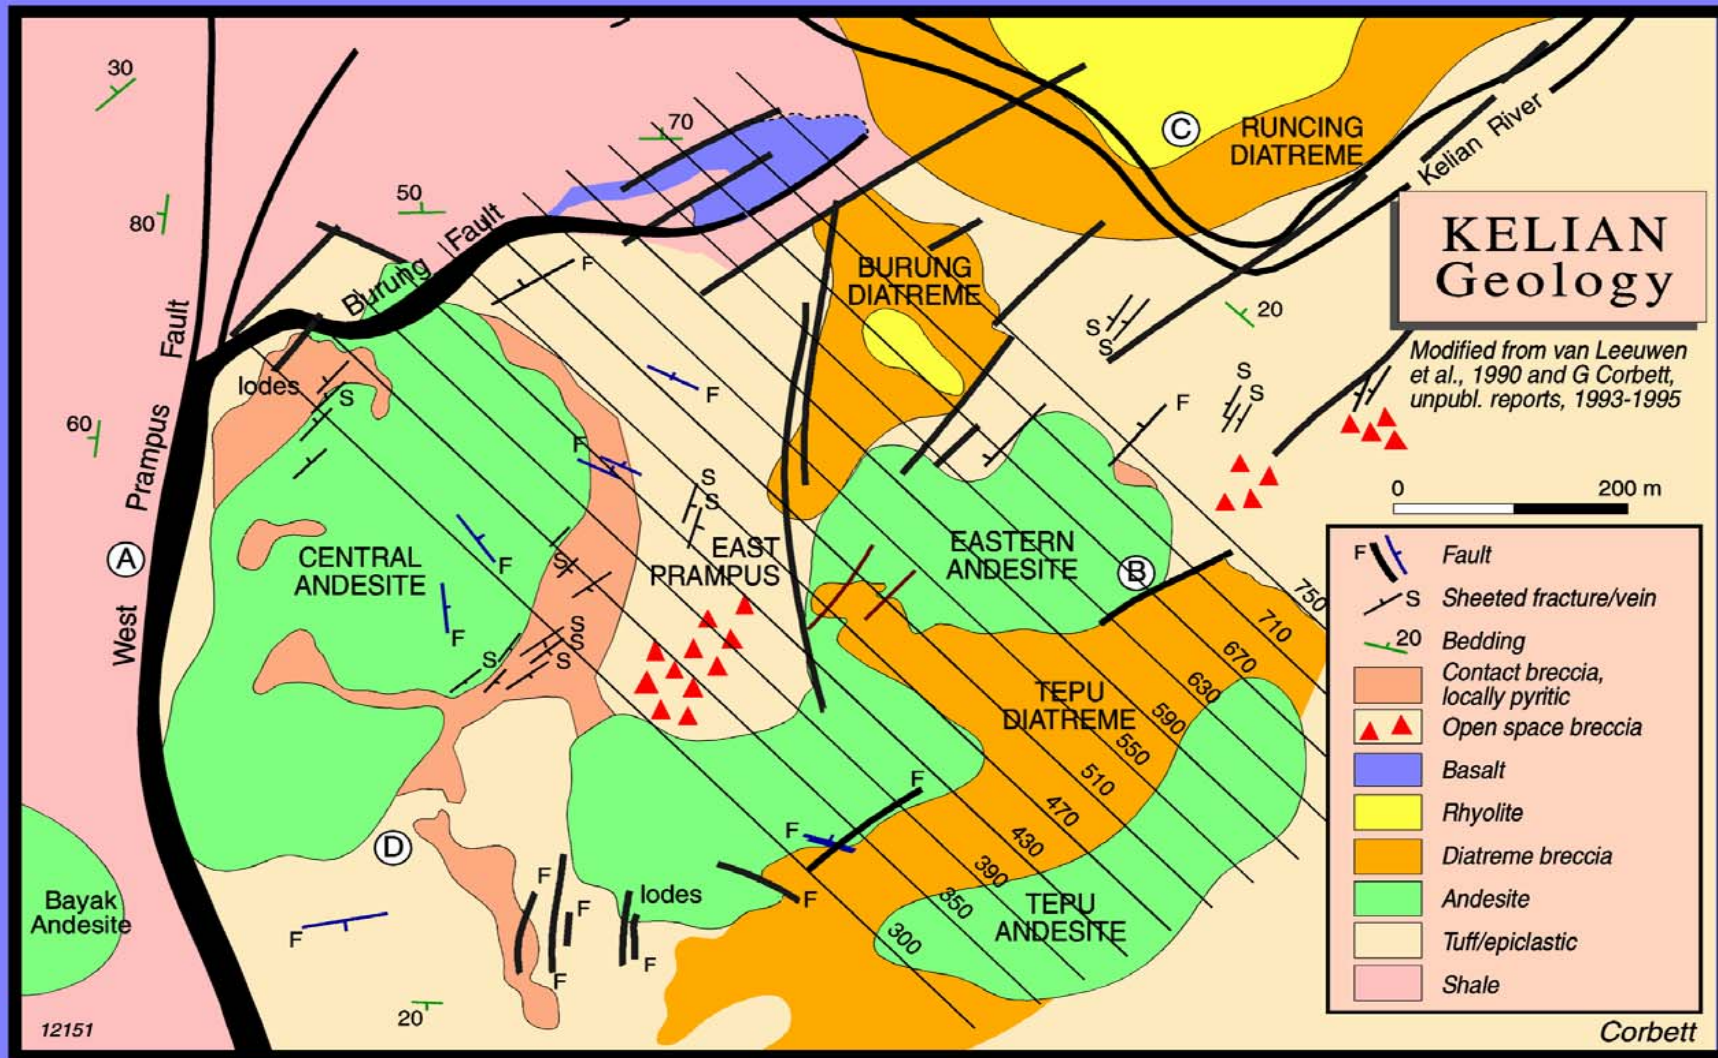 30
80
60
70
50
20
20
West Prampus Fault
Burung Fault
lodes
S
F
F
F
F
F
S
S
S
S
S
S
CENTRAL
ANDESITE
EAST
PRAMPUS
BURUNG
DIATREME
RUNCING
DIATREME
Kelian River
A
B
C
D
S
S
S
S
F
EASTERN
ANDESITE
TEPU
DIATREME
TEPU
ANDESITE
750
710
670
630
590
550
510
470
430
390
350
300
F
F
F
lodes
F
F
F
F
F
Bayak
Andesite
12151
KELIAN
Geology
Modified from van Leeuwen
et al., 1990 and G Corbett,
unpubl. reports, 1993-1995
0 200 m
F Fault
S Sheeted fracture/vein
20 Bedding
Contact breccia,
locally pyritic
Open space breccia
Basalt
Rhyolite
Diatreme breccia
Andesite
Tuff/epiclastic
Shale
Corbett